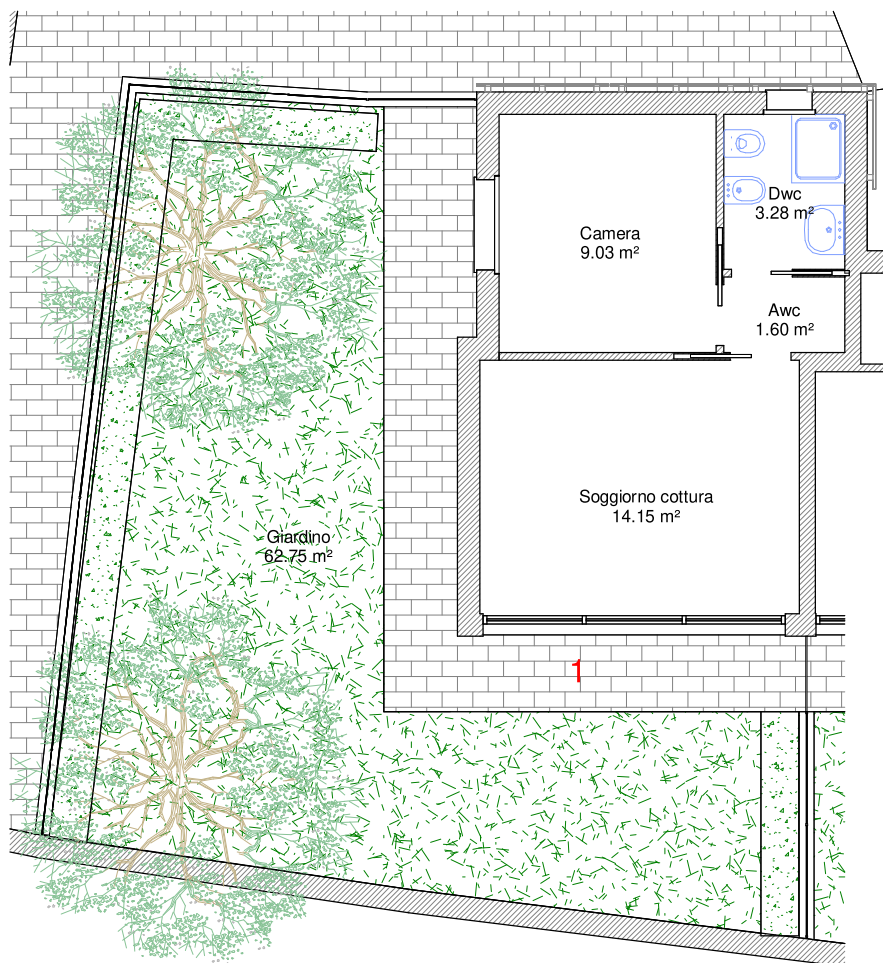 Dwc
3.28 m²
Camera
9.03 m²
Awc
1.60 m²
Soggiorno cottura
14.15 m²
Giardino
62.75 m²
1